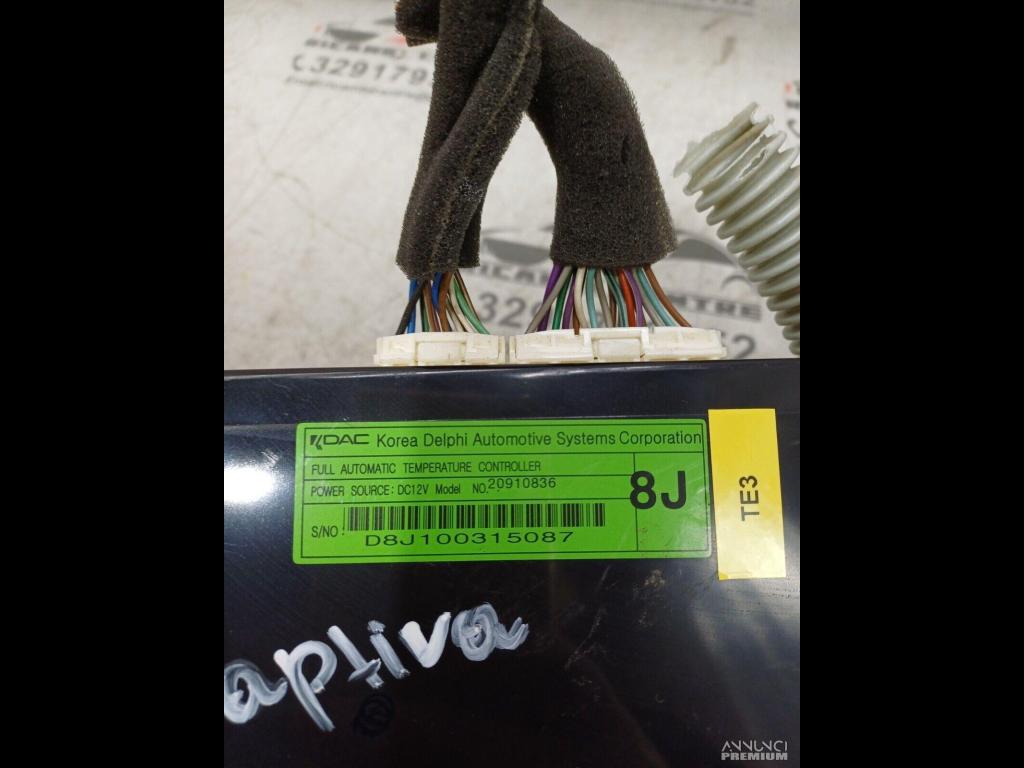 329179
KDAC Korea Delphi Automotive Systems Corporation
FULL AUTOMATIC TEMPERATURE CONTROLLER
POWER SOURCE: DC12V Model NO. 20910836
8J
S/NO :
D8J100315087
TE3
aptiva
ANNUNCI
PREMIUM